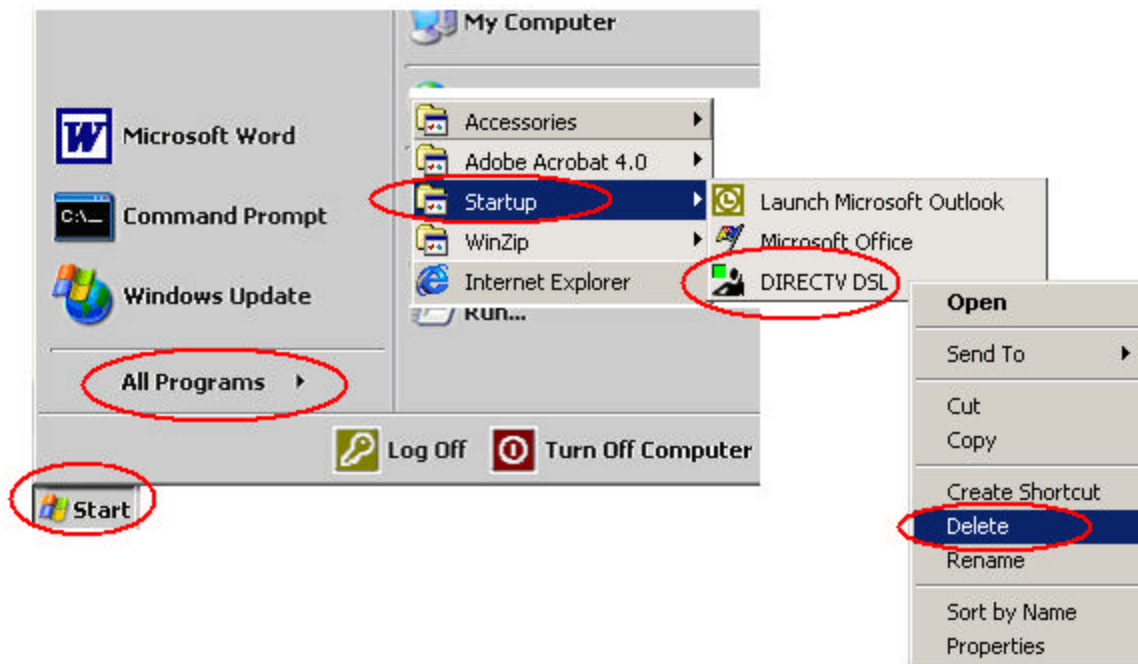 My Computer
Microsoft Word
Command Prompt
Windows Update
All Programs
Accessories
Adobe Acrobat 4.0
Startup
WinZip
Internet Explorer
Run...
Launch Microsoft Outlook
Microsoft Office
DIRECTV DSL
Open
Send To
Cut
Copy
Create Shortcut
Delete
Rename
Sort by Name
Properties
Log Off
Turn Off Computer
Start
W
C:\_